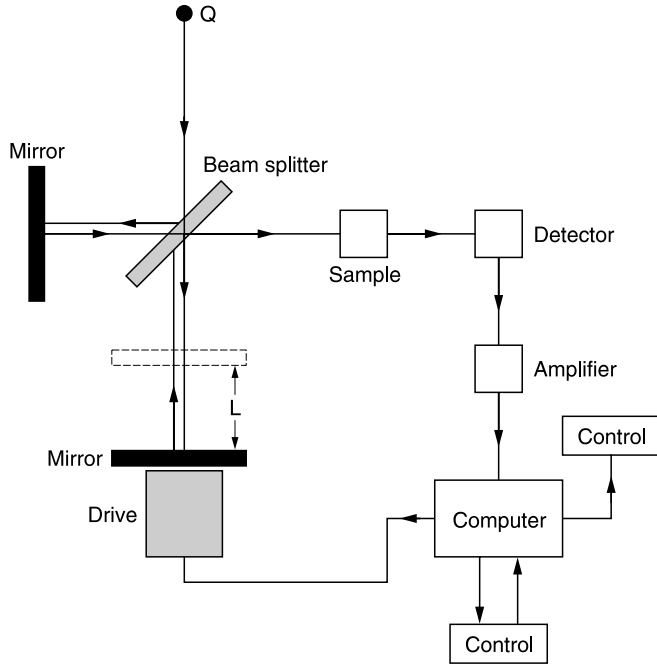 Q
Mirror
Beam splitter
Detector
Sample
Amplifier
L
Control
Mirror
Drive
Computer
Control